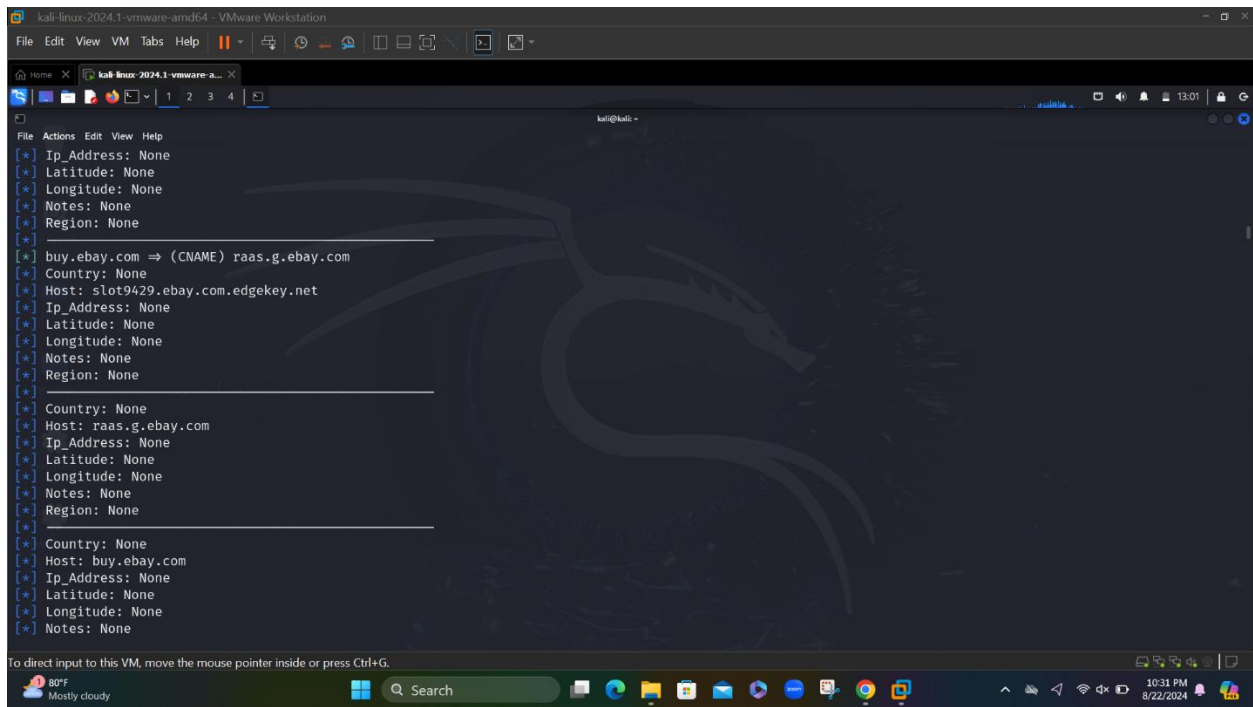 kali-linux-2024.1-vmware-amd64 - VMware Workstation
File Edit View VM Tabs Help
Home kali-linux-2024.1-vmware-a...
1 2 3 4 13:01
kali@kali: ~
File Actions Edit View Help
[*] Ip_Address: None
[*] Latitude: None
[*] Longitude: None
[*] Notes: None
[*] Region: None
[*] ──────────────────────────────
[*] buy.ebay.com ⇒ (CNAME) raas.g.ebay.com
[*] Country: None
[*] Host: slot9429.ebay.com.edgekey.net
[*] Ip_Address: None
[*] Latitude: None
[*] Longitude: None
[*] Notes: None
[*] Region: None
[*] ──────────────────────────────
[*] Country: None
[*] Host: raas.g.ebay.com
[*] Ip_Address: None
[*] Latitude: None
[*] Longitude: None
[*] Notes: None
[*] Region: None
[*] ──────────────────────────────
[*] Country: None
[*] Host: buy.ebay.com
[*] Ip_Address: None
[*] Latitude: None
[*] Longitude: None
[*] Notes: None
To direct input to this VM, move the mouse pointer inside or press Ctrl+G.
1 80°F
Mostly cloudy
Search
zoom
10:31 PM
8/22/2024